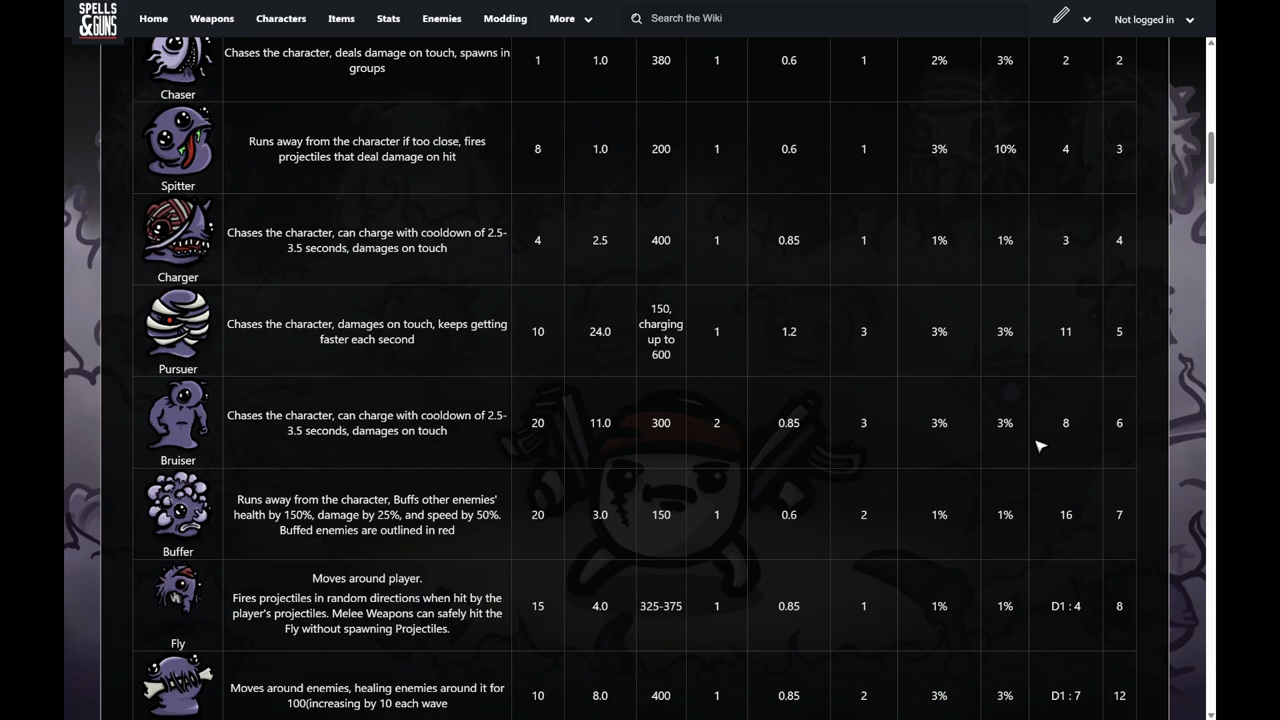 SPELLS
&GUNS
Home Weapons Characters Items Stats Enemies Modding More Search the Wiki Not logged in
Chases the character, deals damage on touch, spawns in
groups
1 1.0 380 1 0.6 1 2% 3% 2 2
Chaser
Runs away from the character if too close, fires
projectiles that deal damage on hit
8 1.0 200 1 0.6 1 3% 10% 4 3
Spitter
Chases the character, can charge with cooldown of 2.5-
3.5 seconds, damages on touch
4 2.5 400 1 0.85 1 1% 1% 3 4
Charger
Chases the character, damages on touch, keeps getting
faster each second
10 24.0
150,
charging
up to
600
1 1.2 3 3% 3% 11 5
Pursuer
Chases the character, can charge with cooldown of 2.5-
3.5 seconds, damages on touch
20 11.0 300 2 0.85 3 3% 3% 8 6
Bruiser
Runs away from the character, Buffs other enemies'
health by 150%, damage by 25%, and speed by 50%.
Buffed enemies are outlined in red
20 3.0 150 1 0.6 2 1% 1% 16 7
Buffer
Moves around player.
Fires projectiles in random directions when hit by the
player's projectiles. Melee Weapons can safely hit the
Fly without spawning Projectiles.
15 4.0 325-375 1 0.85 1 1% 1% D1 : 4 8
Fly
Moves around enemies, healing enemies around it for
100(increasing by 10 each wave
10 8.0 400 1 0.85 2 3% 3% D1 : 7 12